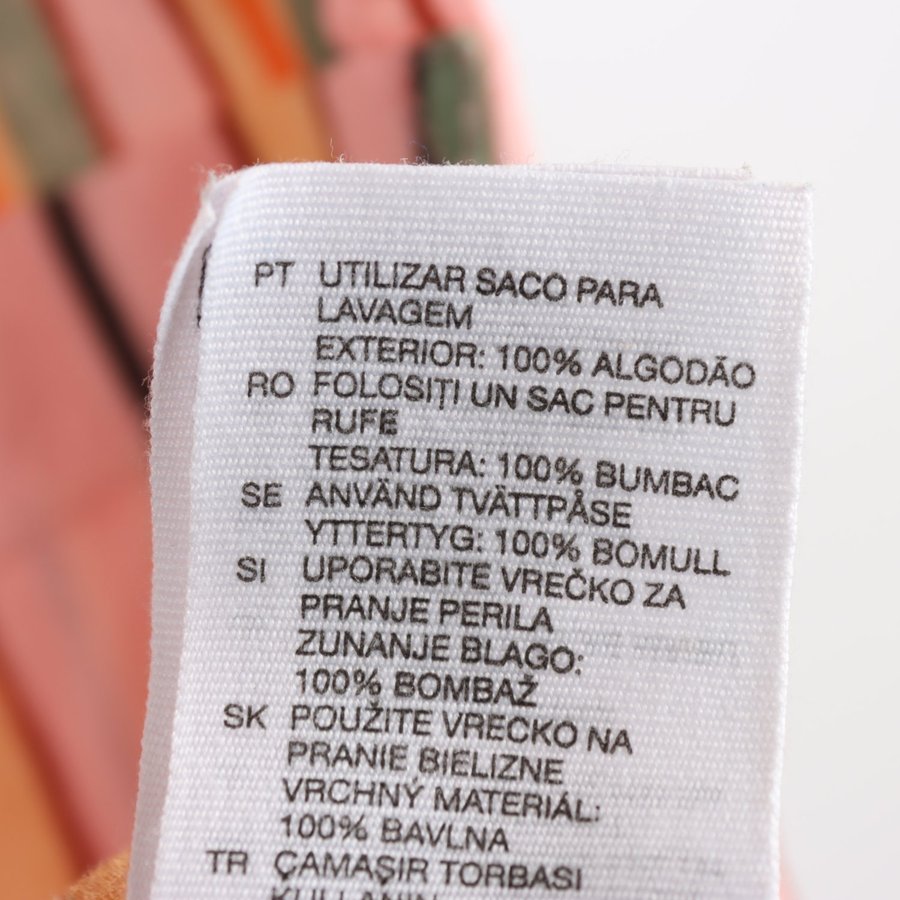 PT UTILIZAR SACO PARA
LAVAGEM
EXTERIOR: 100% ALGODÃO
RO FOLOSIȚI UN SAC PENTRU
RUFE
TESATURA: 100% BUMBAC
SE ANVÄND TVÄTTPÅSE
YTTERTYG: 100% BOMULL
SI UPORABITE VREČKO ZA
PRANJE PERILA
ZUNANJE BLAGO:
100% BOMBAŽ
SK POUŽITE VRECKO NA
PRANIE BIELIZNE
VRCHNÝ MATERIÁL:
100% BAVLNA
TR ÇAMAŞIR TORBASI
KULLANIN